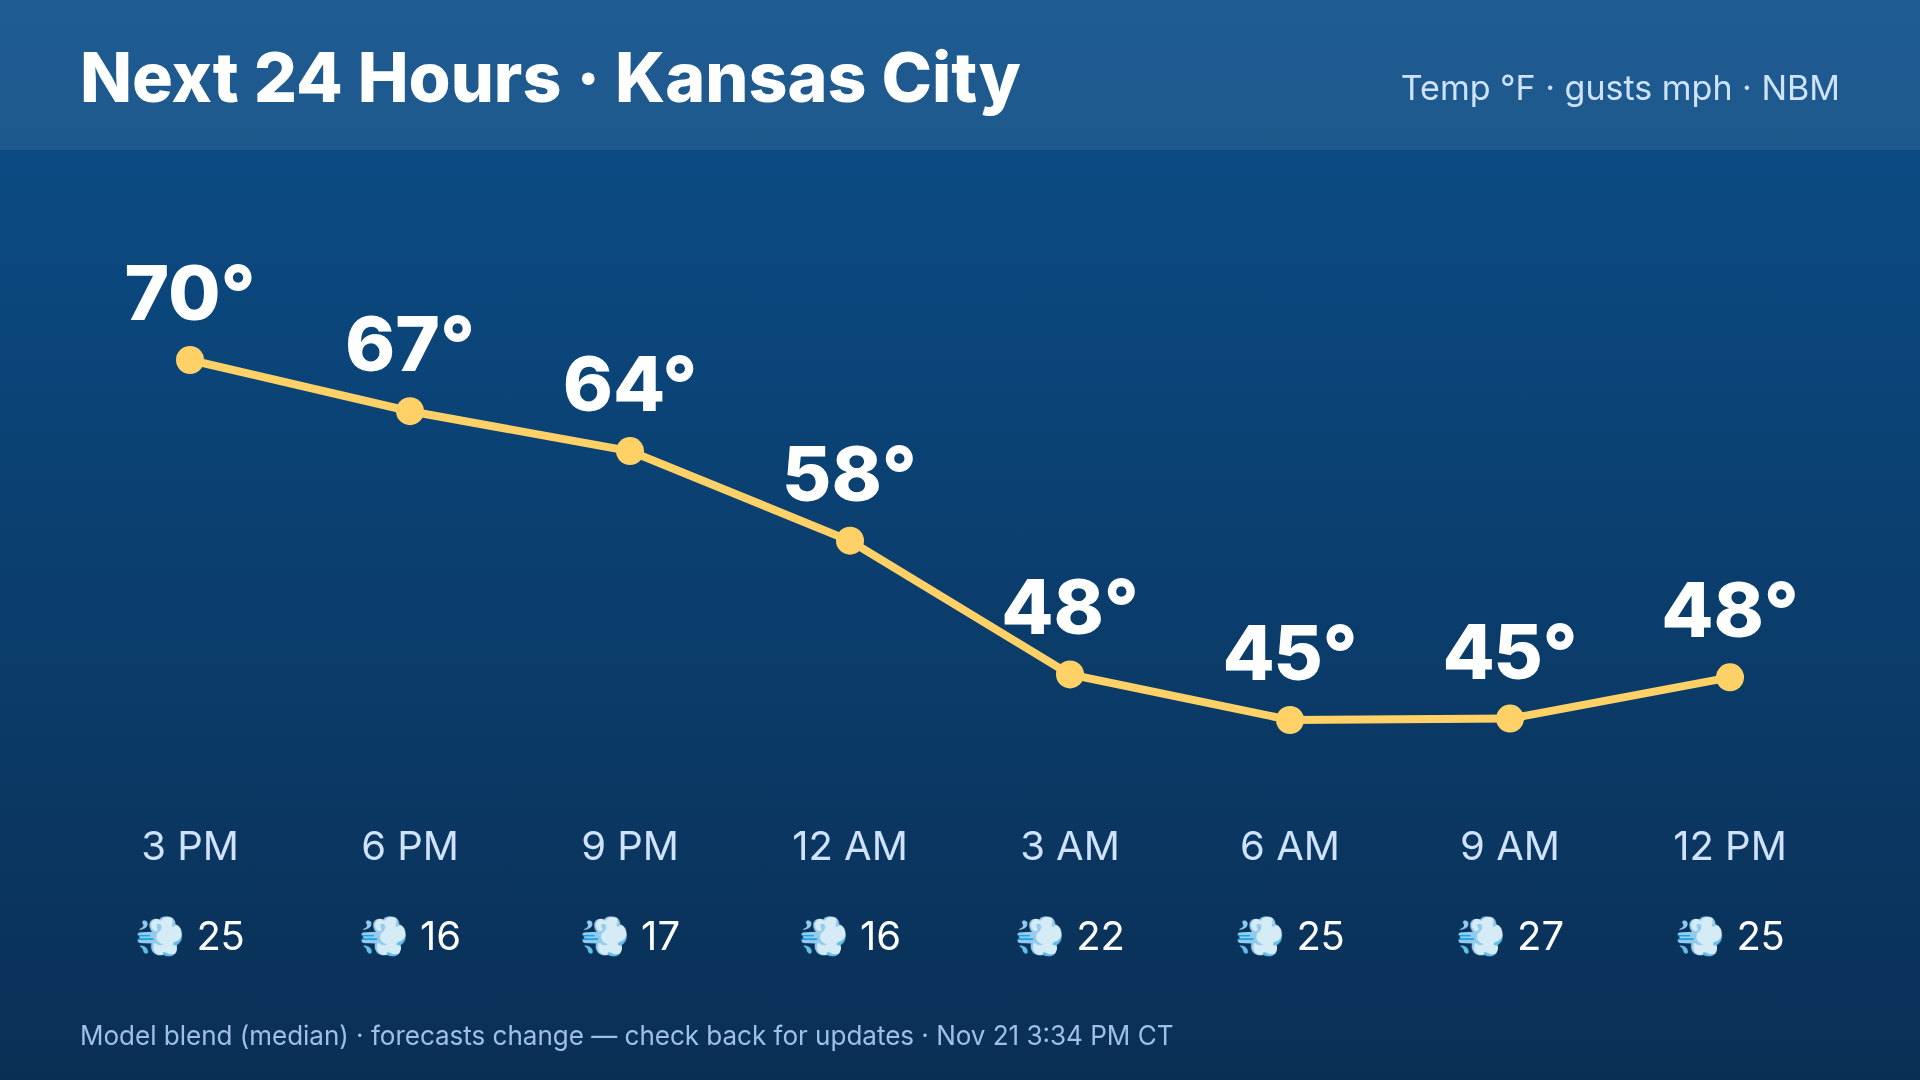 Next 24 Hours · Kansas City
Temp °F · gusts mph · NBM
70°
67°
64°
58°
48°
45°
45°
48°
3 PM
6 PM
9 PM
12 AM
3 AM
6 AM
9 AM
12 PM
25
16
17
16
22
25
27
25
Model blend (median) · forecasts change — check back for updates · Nov 21 3:34 PM CT